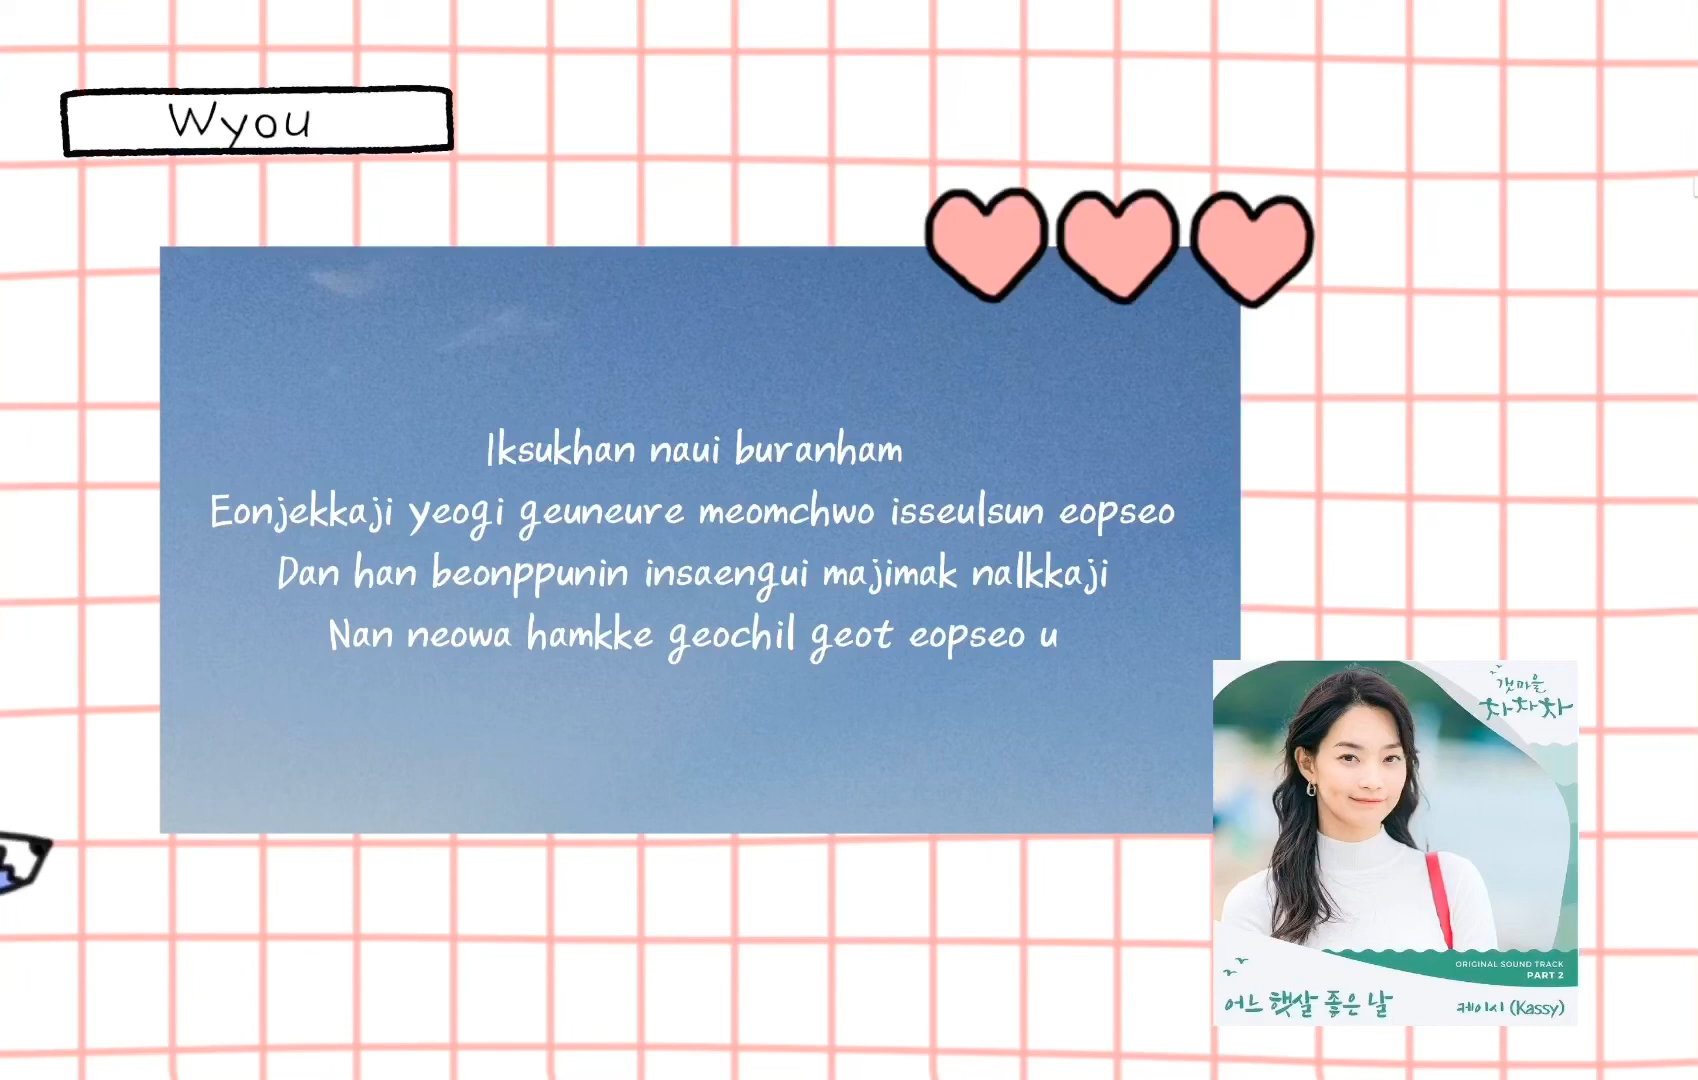 Wyou
Iksukhan naui buranham
Eonjekkaji yeogi geuneure meomchwo isseulsun eopseo
Dan han beonppunin insaengui majimak nalkkaji
Nan neowa hamkke geochil geot eopseo u
갯마을
차차차
ORIGINAL SOUND TRACK
PART 2
어느 햇살 좋은 날
케이시 (Kassy)